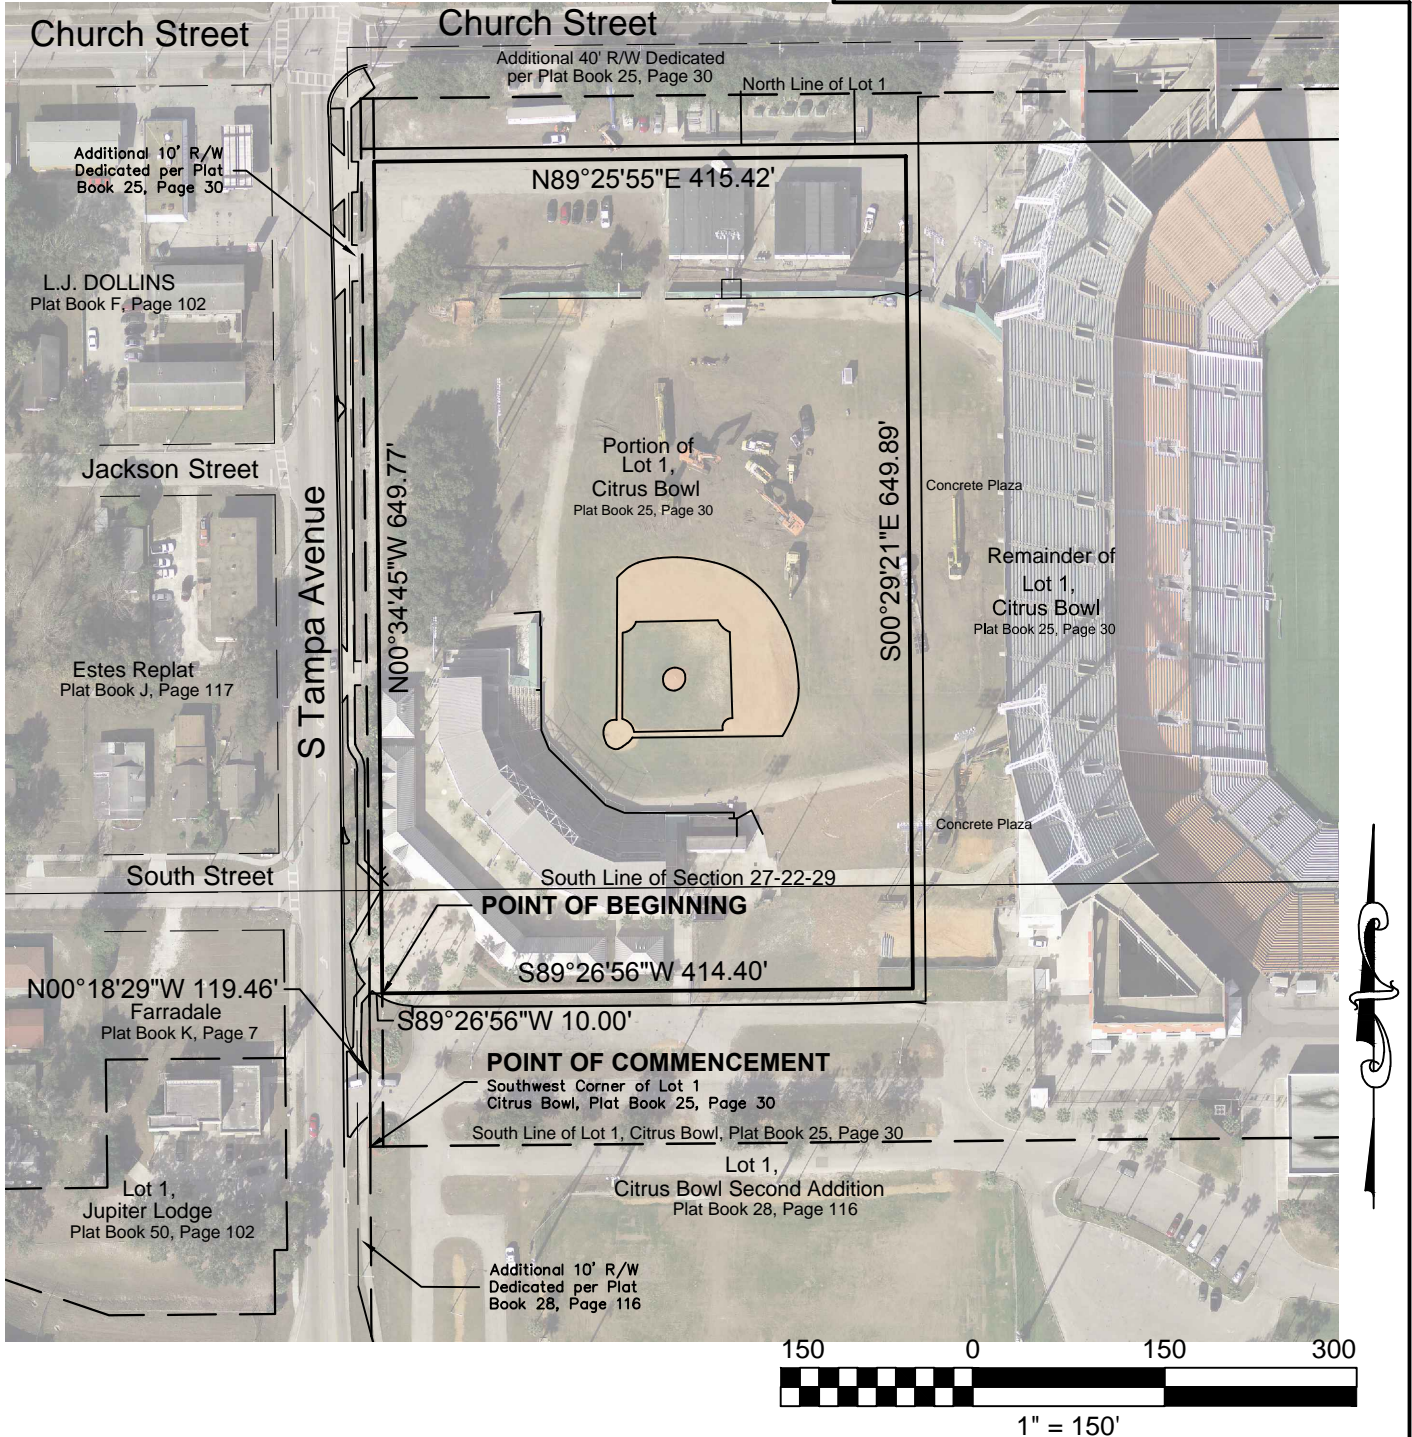 Church Street
Church Street
Additional 40' R/W Dedicated
per Plat Book 25, Page 30
North Line of Lot 1
Additional 10' R/W
Dedicated per Plat
Book 25, Page 30
N89°25'55"E 415.42'
L.J. DOLLINS
Plat Book F, Page 102
Jackson Street
S Tampa Avenue
N00°34'45"W 649.77'
Portion of
Lot 1,
Citrus Bowl
Plat Book 25, Page 30
S00°29'21"E 649.89'
Concrete Plaza
Remainder of
Lot 1,
Citrus Bowl
Plat Book 25, Page 30
Estes Replat
Plat Book J, Page 117
Concrete Plaza
South Street
South Line of Section 27-22-29
POINT OF BEGINNING
S89°26'56"W 414.40'
N00°18'29"W 119.46'
Farradale
Plat Book K, Page 7
S89°26'56"W 10.00'
POINT OF COMMENCEMENT
Southwest Corner of Lot 1
Citrus Bowl, Plat Book 25, Page 30
South Line of Lot 1, Citrus Bowl, Plat Book 25, Page 30
Lot 1,
Citrus Bowl Second Addition
Plat Book 28, Page 116
Lot 1,
Jupiter Lodge
Plat Book 50, Page 102
Additional 10' R/W
Dedicated per Plat
Book 28, Page 116
150 0 150 300
1" = 150'